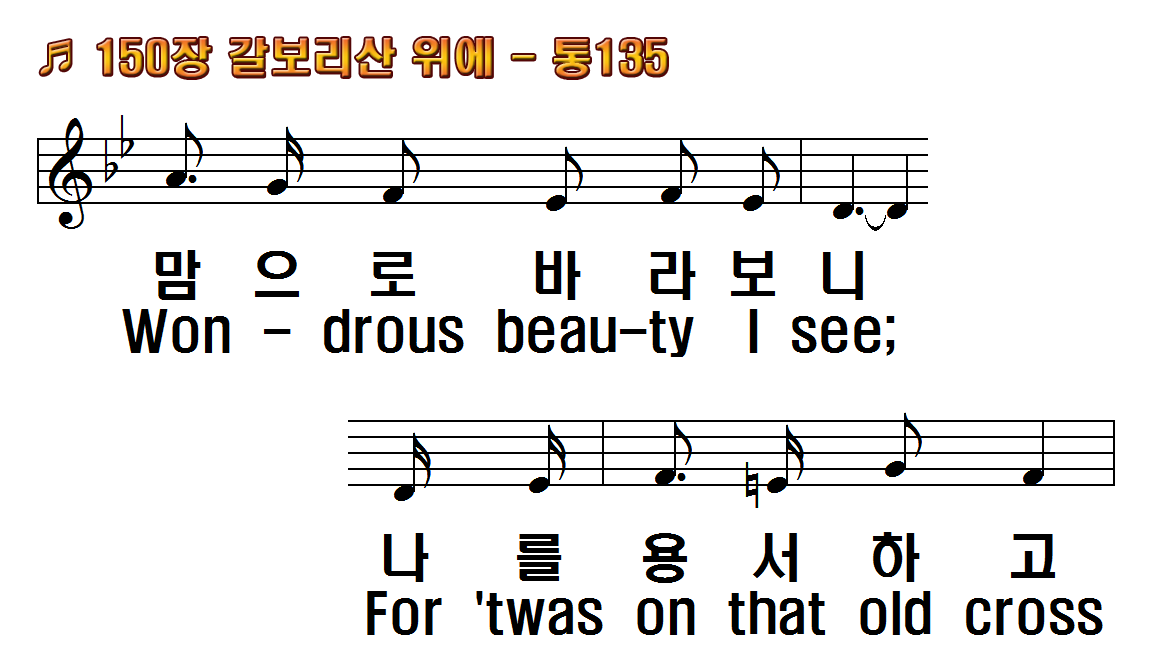 ♬ 150장 갈보리산 위에 - 통135
맘 으 로 바 라 보 니
Won - drous beau-ty I see;
나 를 용 서 하 고
For 'twas on that old cross